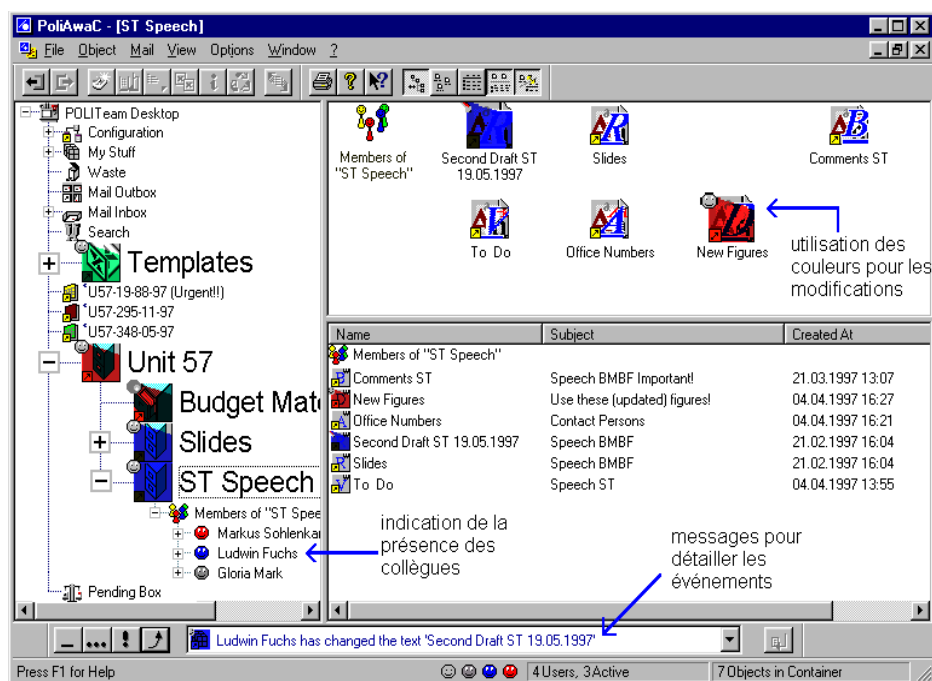 PoliAwaC - [ST Speech]
File Object Mail View Options Window ?
POLITeam Desktop
Configuration
My Stuff
Waste
Mail Outbox
Mail Inbox
Search
Templates
U57-19-88-97 (Urgent!!)
U57-295-11-97
U57-348-05-97
Unit 57
Budget Mate
Slides
ST Speech
Members of "ST Spee
Markus Sohlenkar
Ludwin Fuchs
Gloria Mark
Pending Box
Members of
"ST Speech"
Second Draft ST
19.05.1997
Slides
Comments ST
To Do
Office Numbers
New Figures
utilisation des
couleurs pour les
modifications
Name Subject Created At
Members of "ST Speech"
Comments ST Speech BMBF Important! 21.03.1997 13:07
New Figures Use these (updated) figures! 04.04.1997 16:27
Office Numbers Contact Persons 04.04.1997 16:21
Second Draft ST 19.05.1997 Speech BMBF 21.02.1997 16:04
Slides Speech BMBF 21.02.1997 16:04
To Do Speech ST 04.04.1997 13:55
indication de la
présence des
collègues
messages pour
détailler les
événements
Ludwin Fuchs has changed the text 'Second Draft ST 19.05.1997'
Press F1 for Help 4 Users, 3 Active 7 Objects in Container